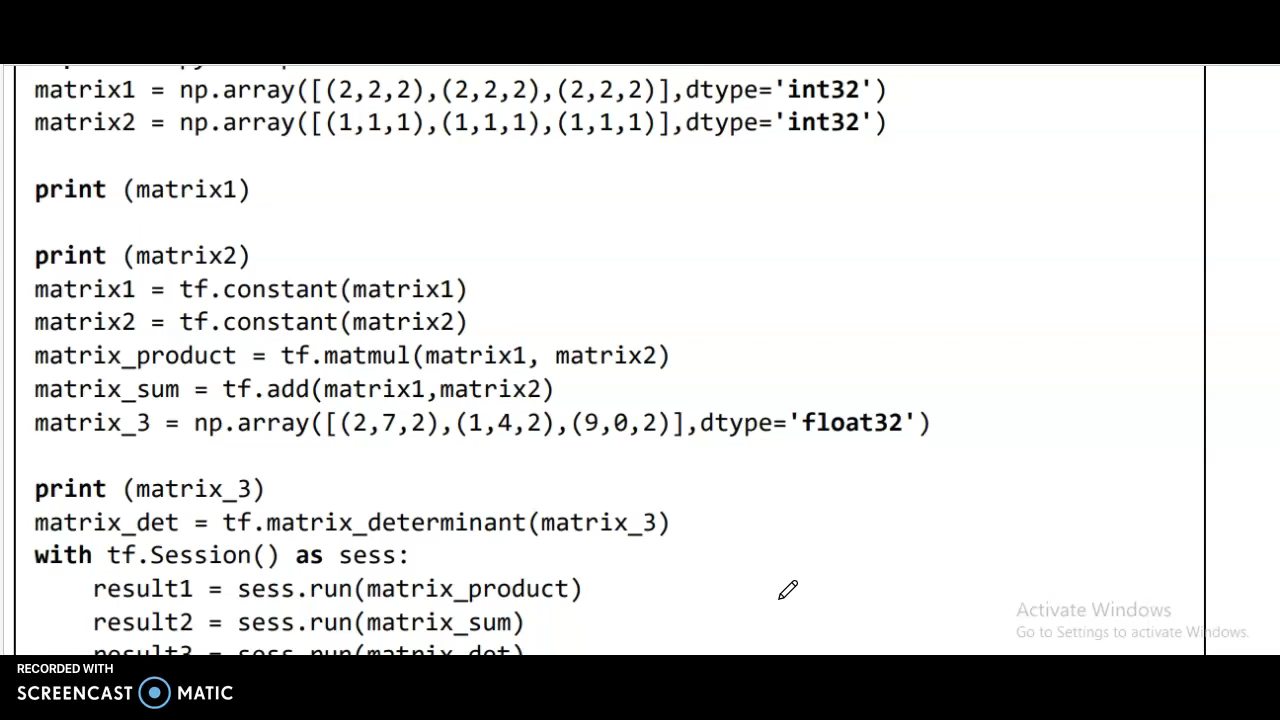 matrix1 = np.array([(2,2,2),(2,2,2),(2,2,2)],dtype='int32')
matrix2 = np.array([(1,1,1),(1,1,1),(1,1,1)],dtype='int32')
print (matrix1)
print (matrix2)
matrix1 = tf.constant(matrix1)
matrix2 = tf.constant(matrix2)
matrix_product = tf.matmul(matrix1, matrix2)
matrix_sum = tf.add(matrix1,matrix2)
matrix_3 = np.array([(2,7,2),(1,4,2),(9,0,2)],dtype='float32')
print (matrix_3)
matrix_det = tf.matrix_determinant(matrix_3)
with tf.Session() as sess:
    result1 = sess.run(matrix_product)
    result2 = sess.run(matrix_sum)
    result3 = sess.run(matrix_det)
Activate Windows
Go to Settings to activate Windows.
RECORDED WITH
SCREENCAST MATIC